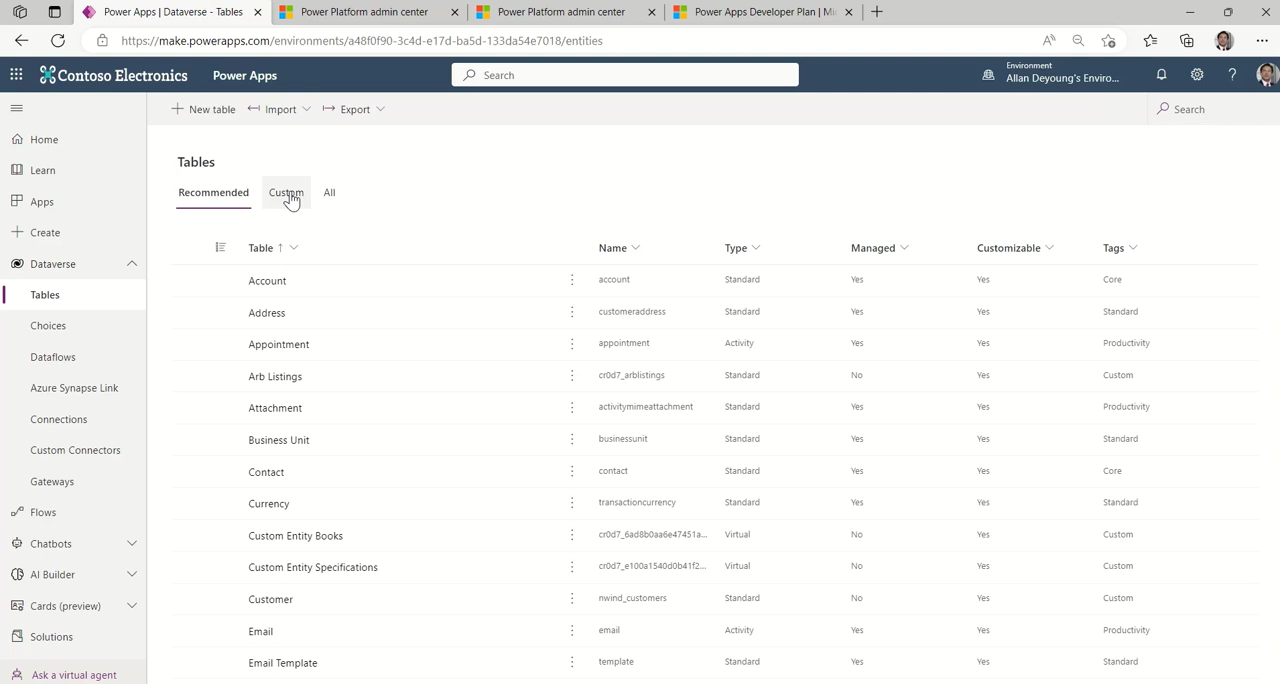 Power Apps | Dataverse - Tables
Power Platform admin center
Power Platform admin center
Power Apps Developer Plan | Mi
https://make.powerapps.com/environments/a48f0f90-3c4d-e17d-ba5d-133da54e7018/entities
Contoso Electronics
Power Apps
Search
Environment
Allan Deyoung's Enviro...
New table
Import
Export
Search
Home
Learn
Apps
Create
Dataverse
Tables
Choices
Dataflows
Azure Synapse Link
Connections
Custom Connectors
Gateways
Flows
Chatbots
AI Builder
Cards (preview)
Solutions
Ask a virtual agent
Tables
Recommended Custom All
Table ↑ Name Type Managed Customizable Tags
Account account Standard Yes Yes Core
Address customeraddress Standard Yes Yes Standard
Appointment appointment Activity Yes Yes Productivity
Arb Listings cr0d7_arblistings Standard No Yes Custom
Attachment activitymimeattachment Standard Yes Yes Productivity
Business Unit businessunit Standard Yes Yes Standard
Contact contact Standard Yes Yes Core
Currency transactioncurrency Standard Yes Yes Standard
Custom Entity Books cr0d7_6ad8b0aa6e47451a... Virtual No Yes Custom
Custom Entity Specifications cr0d7_e100a1540d0b41f2... Virtual No Yes Custom
Customer nwind_customers Standard No Yes Custom
Email email Activity Yes Yes Productivity
Email Template template Standard Yes Yes Standard